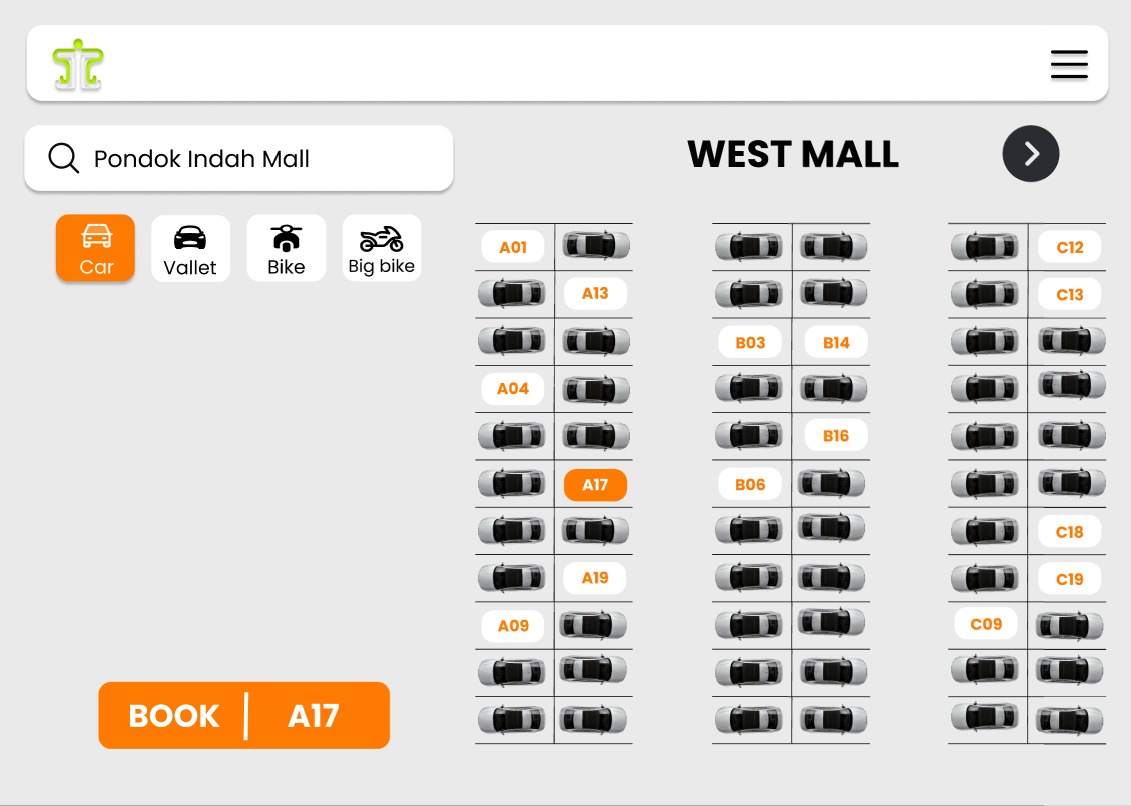 Pondok Indah Mall
WEST MALL
Car
Vallet
Bike
Big bike
A01
A13
A04
A17
A19
A09
B03
B14
B16
B06
C12
C13
C18
C19
C09
BOOK A17